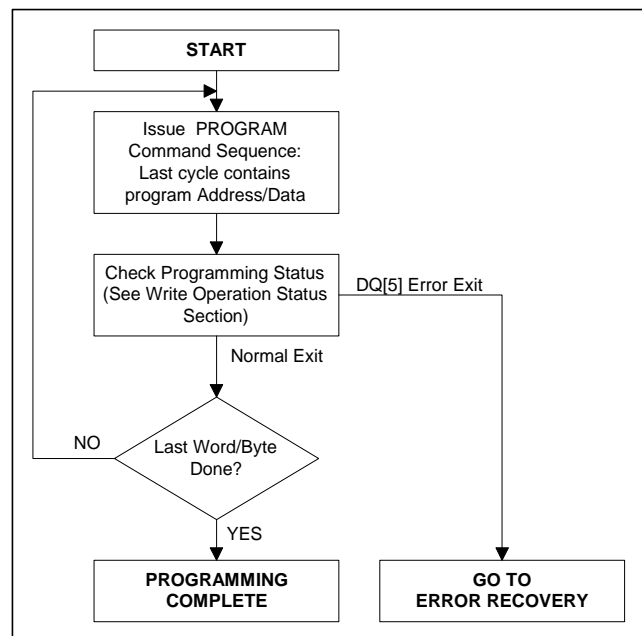 START
Issue PROGRAM
Command Sequence:
Last cycle contains
program Address/Data
Check Programming Status
(See Write Operation Status
Section)
DQ[5] Error Exit
Normal Exit
NO
Last Word/Byte
Done?
YES
PROGRAMMING
COMPLETE
GO TO
ERROR RECOVERY